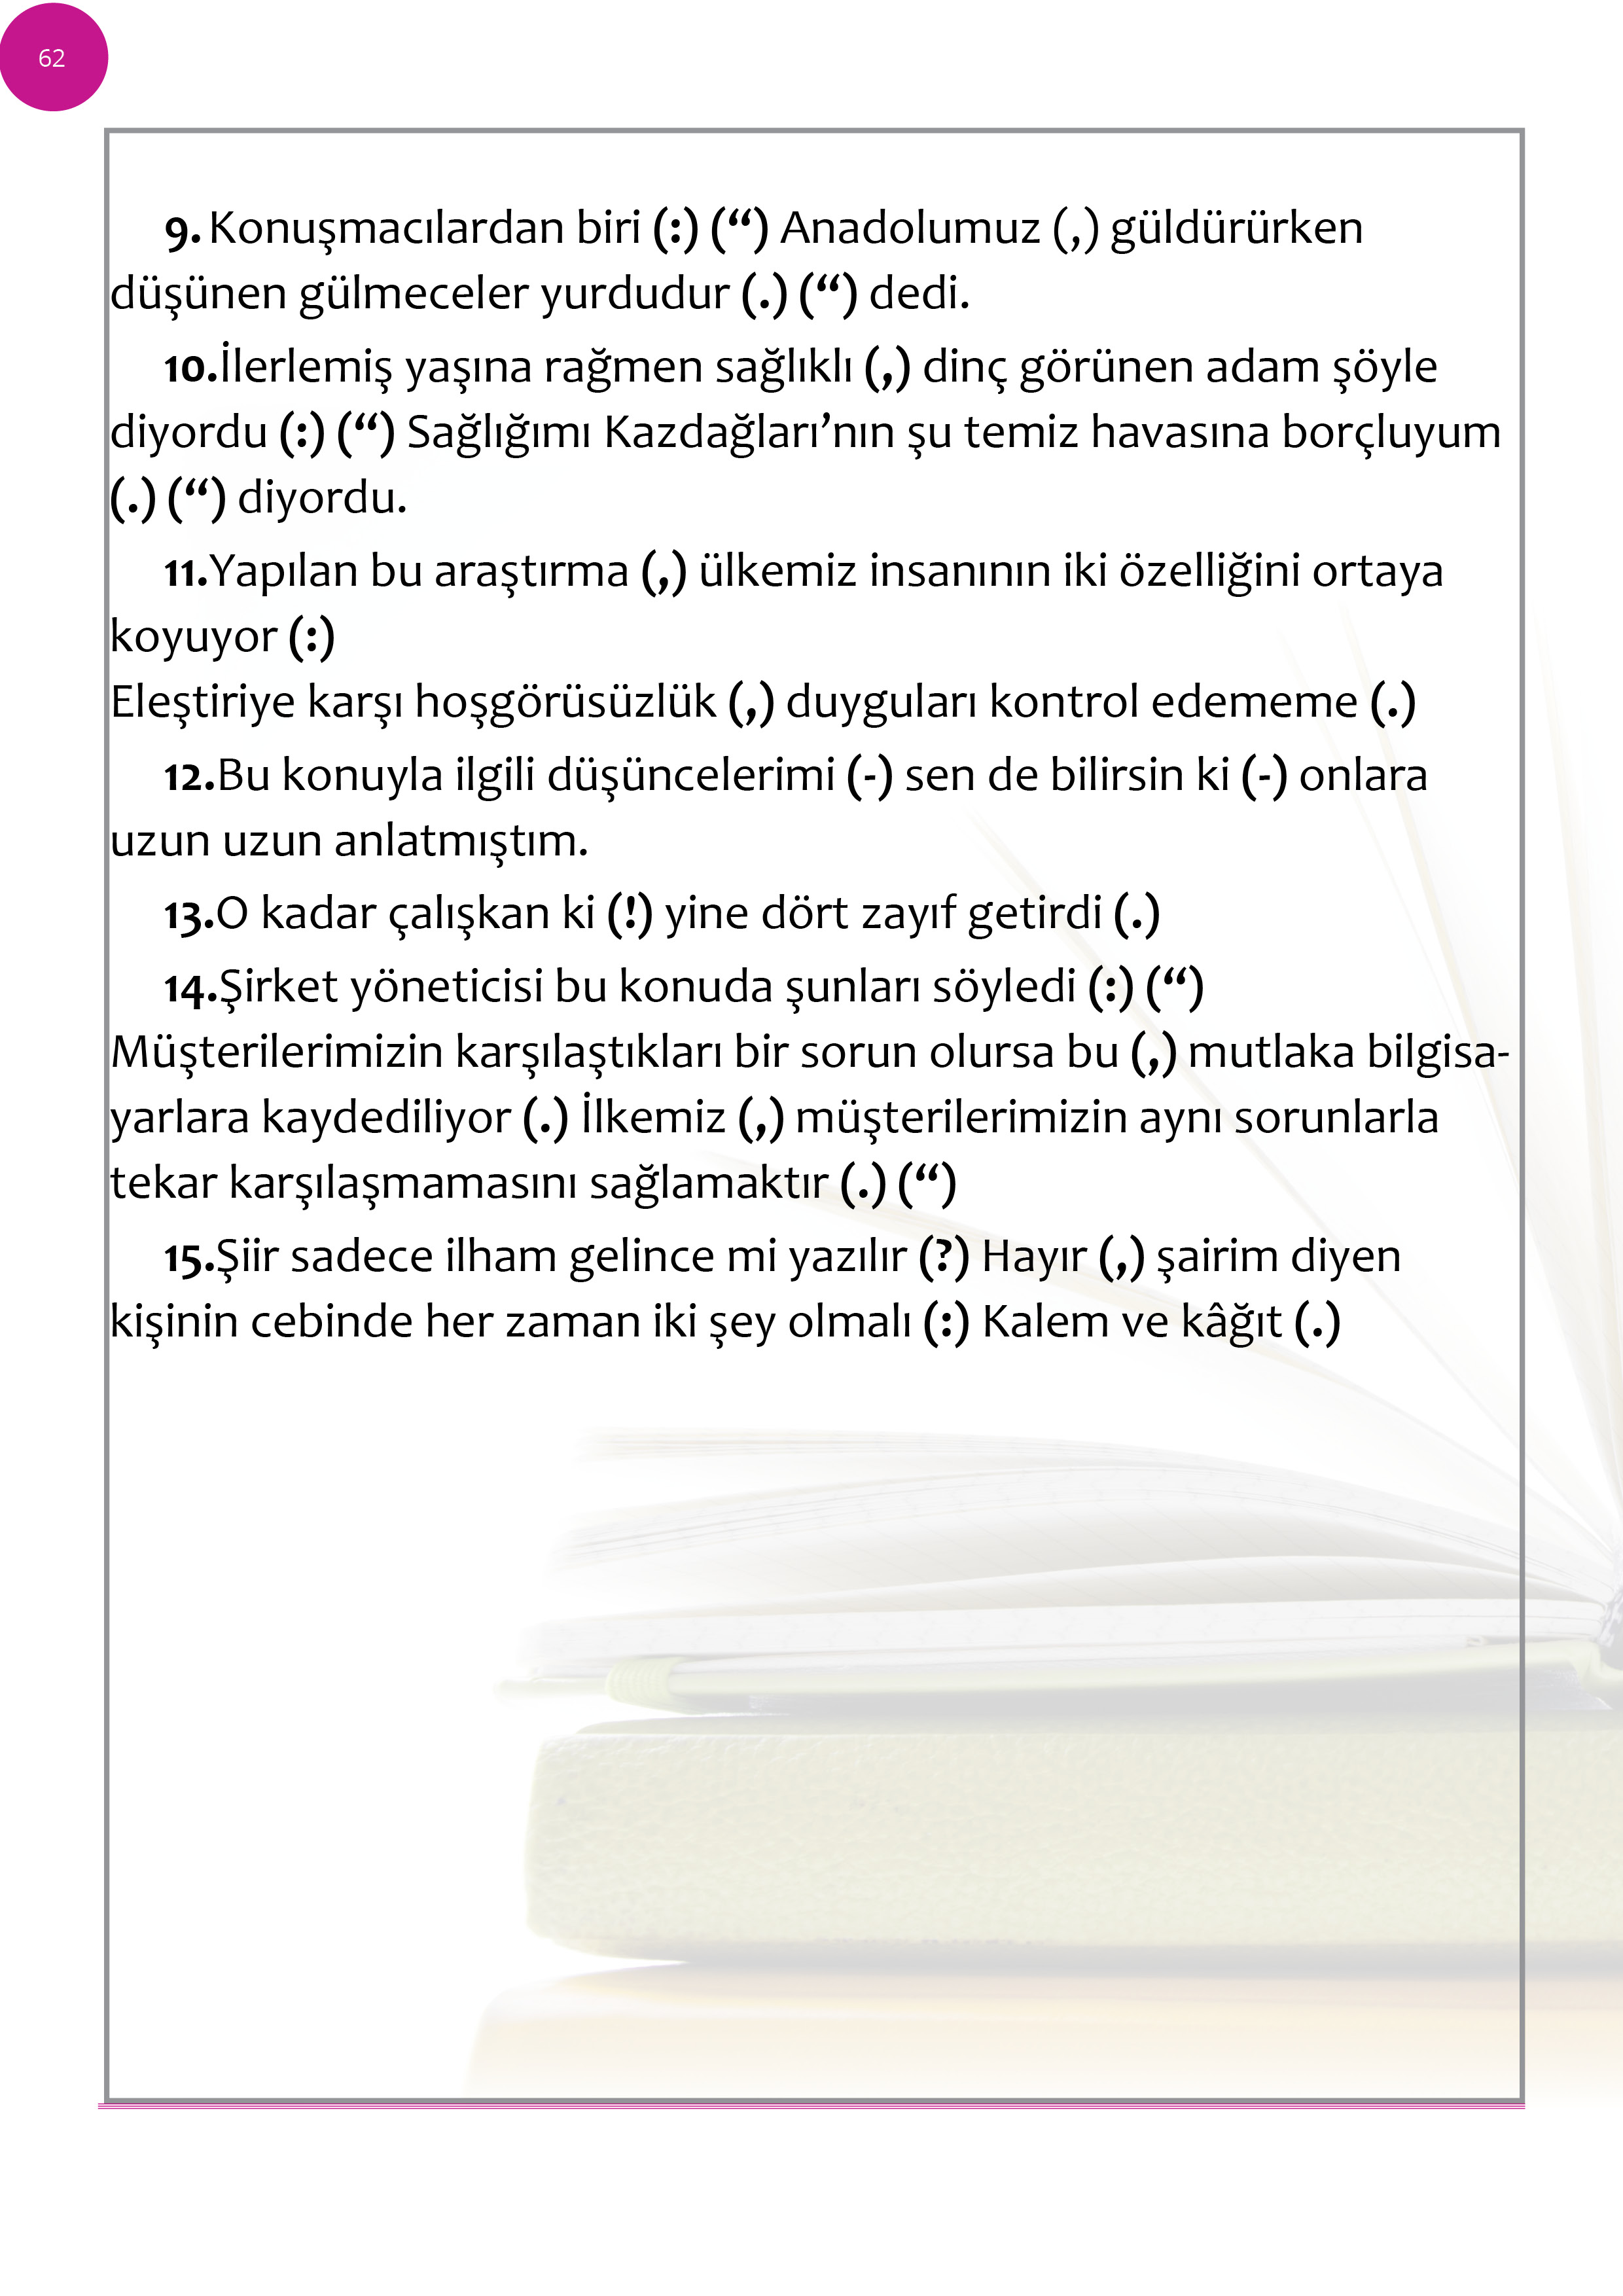 62
9. Konuşmacılardan biri (:) (“) Anadolumuz (,) güldürürken
düşünen gülmeceler yurdudur (.) (“) dedi.
10.İlerlemiş yaşına rağmen sağlıklı (,) dinç görünen adam şöyle
diyordu (:) (“) Sağlığımı Kazdağları’nın şu temiz havasına borçluyum
(.) (“) diyordu.
11.Yapılan bu araştırma (,) ülkemiz insanının iki özelliğini ortaya
koyuyor (:)
Eleştiriye karşı hoşgörüsüzlük (,) duyguları kontrol edememe (.)
12.Bu konuyla ilgili düşüncelerimi (-) sen de bilirsin ki (-) onlara
uzun uzun anlatmıştım.
13.O kadar çalışkan ki (!) yine dört zayıf getirdi (.)
14.Şirket yöneticisi bu konuda şunları söyledi (:) (“)
Müşterilerimizin karşılaştıkları bir sorun olursa bu (,) mutlaka bilgisa-
yarlara kaydediliyor (.) İlkemiz (,) müşterilerimizin aynı sorunlarla
tekar karşılaşmamasını sağlamaktır (.) (“)
15.Şiir sadece ilham gelince mi yazılır (?) Hayır (,) şairim diyen
kişinin cebinde her zaman iki şey olmalı (:) Kalem ve kâğıt (.)